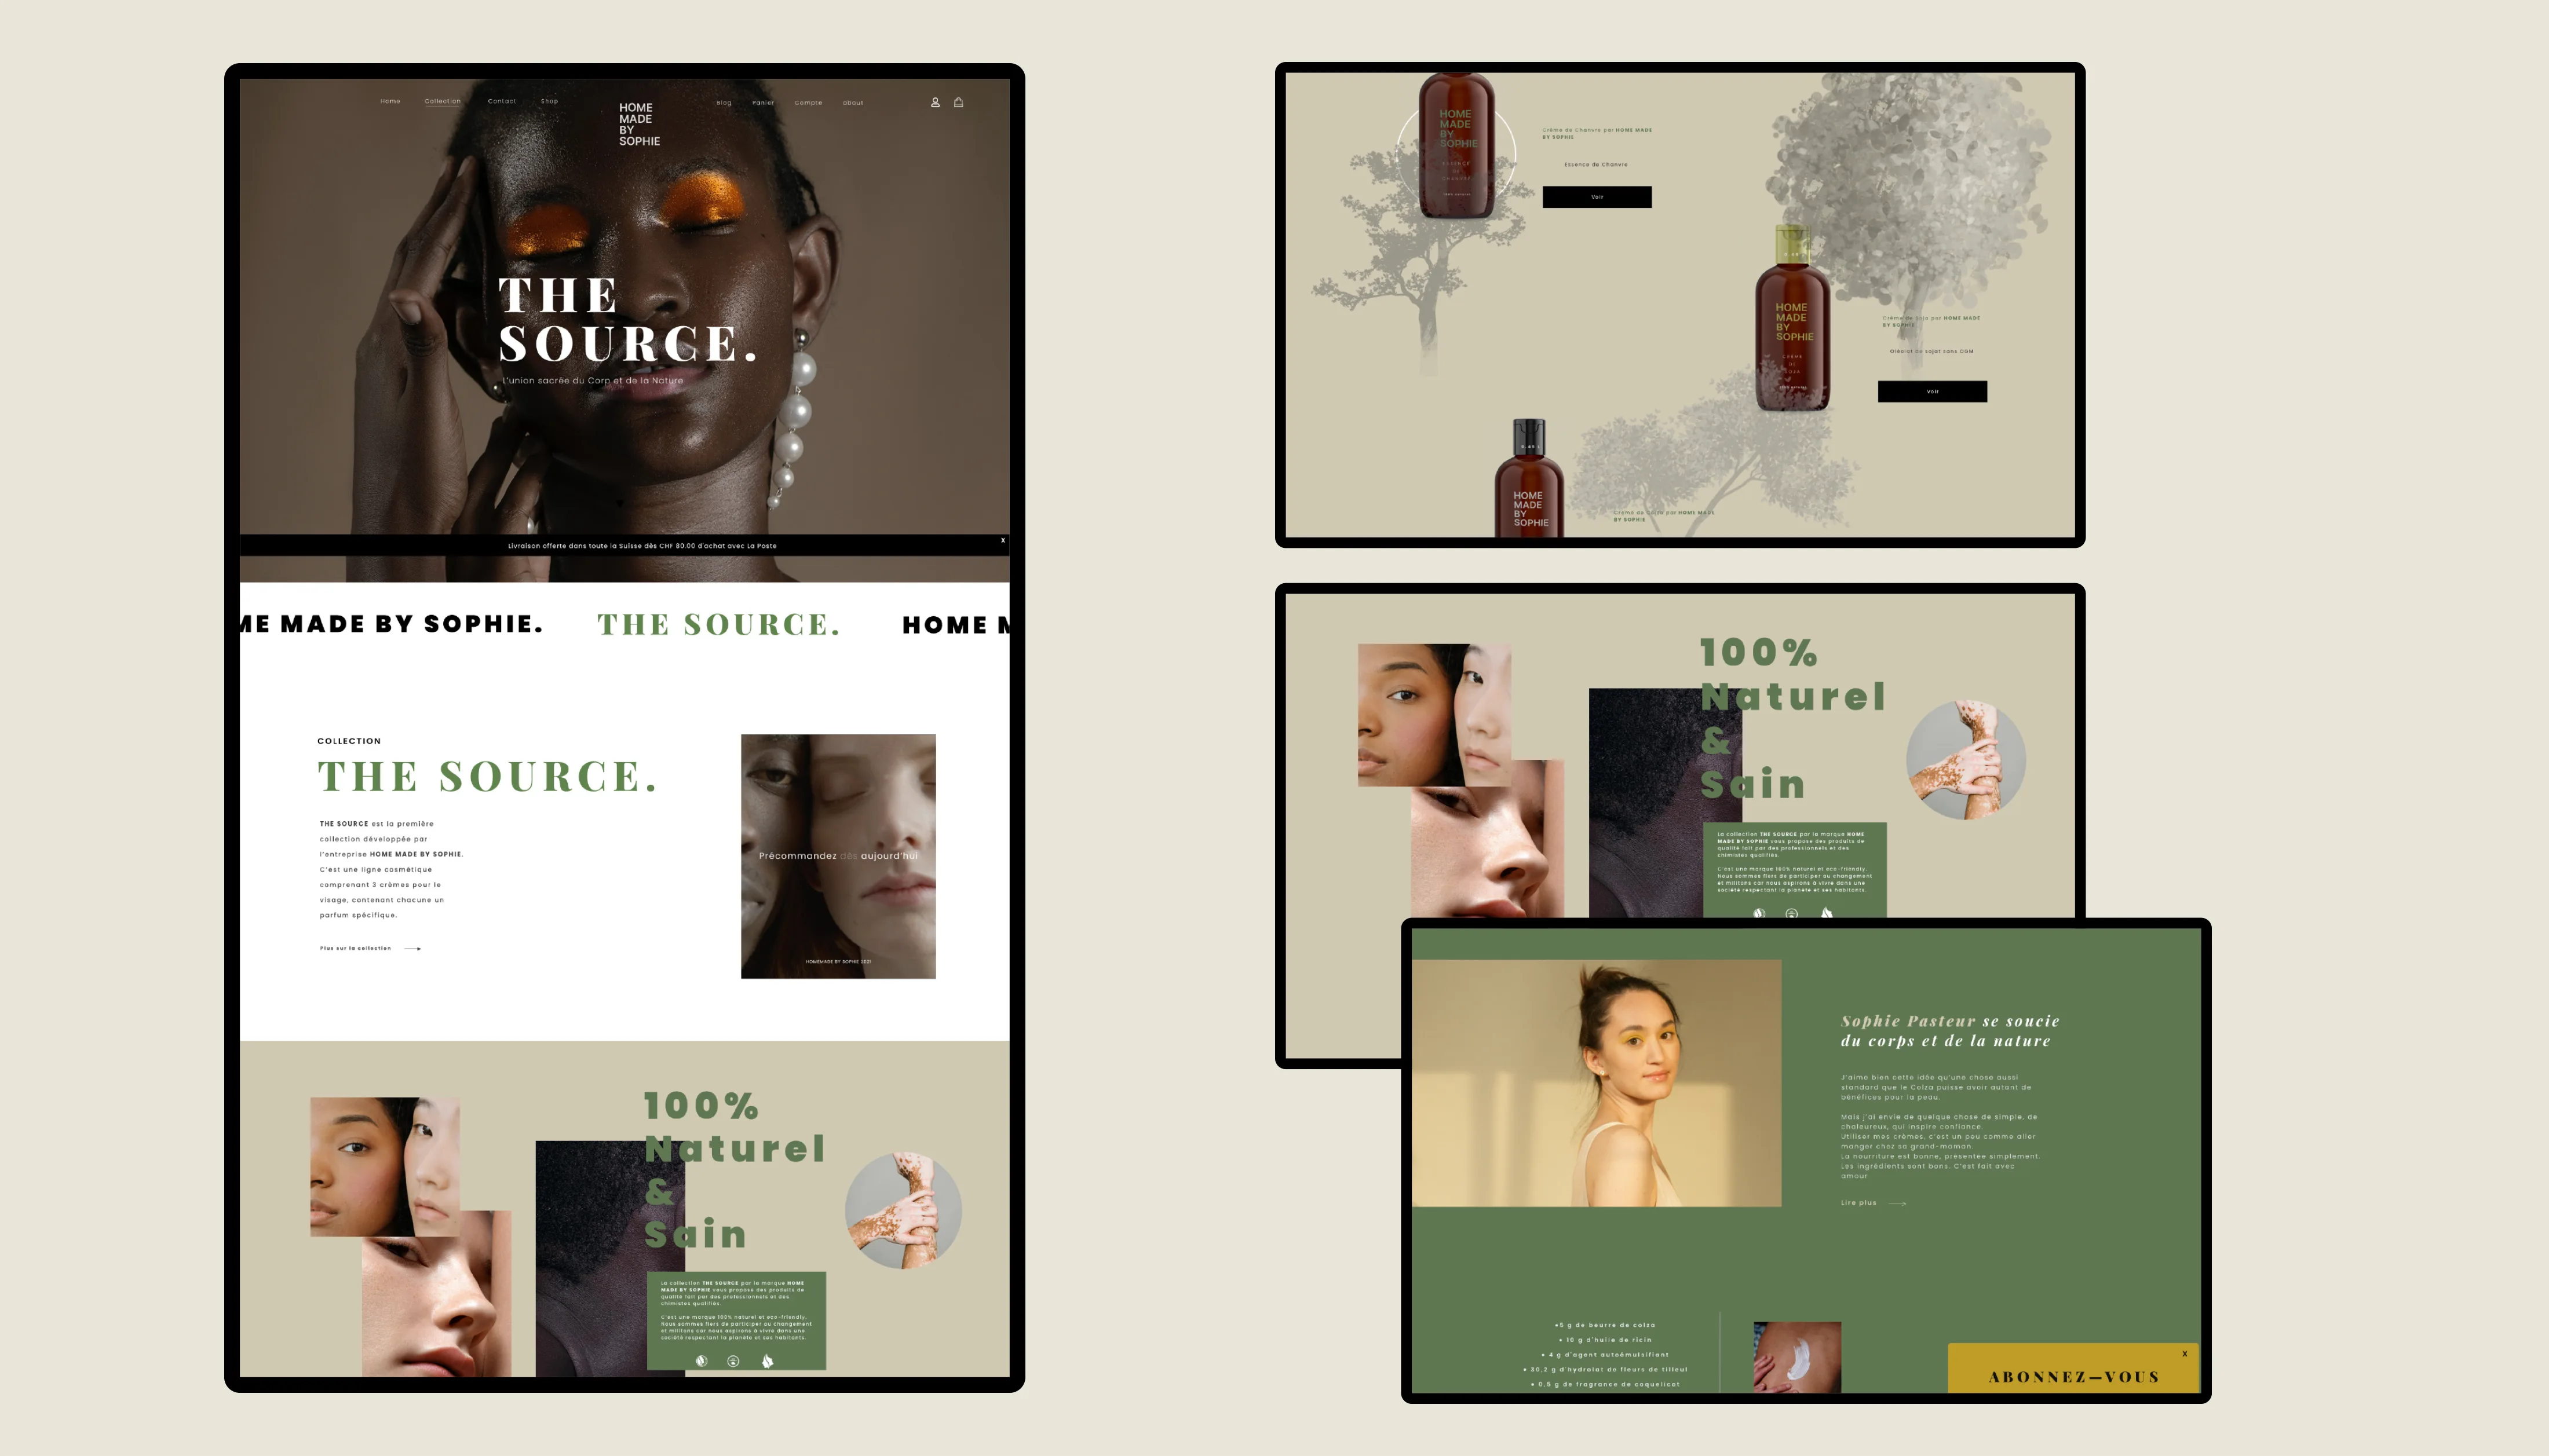 Home Collection Contact Shop
HOME
MADE
BY
SOPHIE
Blog Panier Compte about
THE
SOURCE.
L'union sacrée du Corp et de la Nature
Livraison offerte dans toute la Suisse dès CHF 80.00 d'achat avec La Poste
X
ME MADE BY SOPHIE. THE SOURCE. HOME M
COLLECTION
THE SOURCE.
THE SOURCE est la première
collection développée par
l'entreprise HOME MADE BY SOPHIE.
C'est une ligne cosmétique
comprenant 3 crèmes pour le
visage, contenant chacune un
parfum spécifique.
Plus sur la collection
Précommandez dès aujourd'hui
HOMEMADE BY SOPHIE 2021
100%
Naturel
&
Sain
La collection THE SOURCE par la marque HOME
MADE BY SOPHIE vous propose des produits de
qualité fait par des professionnels et des
chimistes qualifiés.
C'est une marque 100% naturel et eco-friendly.
Nous sommes fiers de participer au changement
et militons car nous aspirons à vivre dans une
société respectant la planète et ses habitants.
HOME
MADE
BY
SOPHIE
ESSENCE
DE
CHANVRE
100% naturel
Crème de Chanvre par HOME MADE
BY SOPHIE
Essence de Chanvre
Voir
HOME
MADE
BY
SOPHIE
CRÈME
DE
SOJA
Crème de Soja par HOME MADE
BY SOPHIE
sans OGM
Voir
HOME
MADE
BY
SOPHIE
Crème de Colza par HOME MADE
BY SOPHIE
100%
Naturel
&
Sain
La collection THE SOURCE par la marque HOME
MADE BY SOPHIE vous propose des produits de
qualité fait par des professionnels et des
chimistes qualifiés.
C'est une marque 100% naturel et eco-friendly.
Nous sommes fiers de participer au changement
et militons car nous aspirons à vivre dans une
société respectant la planète et ses habitants.
Sophie Pasteur se soucie
du corps et de la nature
J'aime bien cette idée qu'une chose aussi
standard que le Colza puisse avoir autant de
bénéfices pour la peau.
Mais j'ai envie de quelque chose de simple, de
chaleureux, qui inspire confiance.
Utiliser mes crèmes, c'est un peu comme aller
manger chez sa grand-maman.
La nourriture est bonne, présentée simplement.
Les ingrédients sont bons. C'est fait avec
amour
Lire plus
•5 g de beurre de colza
• 10 g d'huile de ricin
• 4 g d'agent autoémulsifiant
• 30,2 g d'hydrolat de fleurs de tilleul
• 0,5 g de fragrance de coquelicot
X
ABONNEZ—VOUS